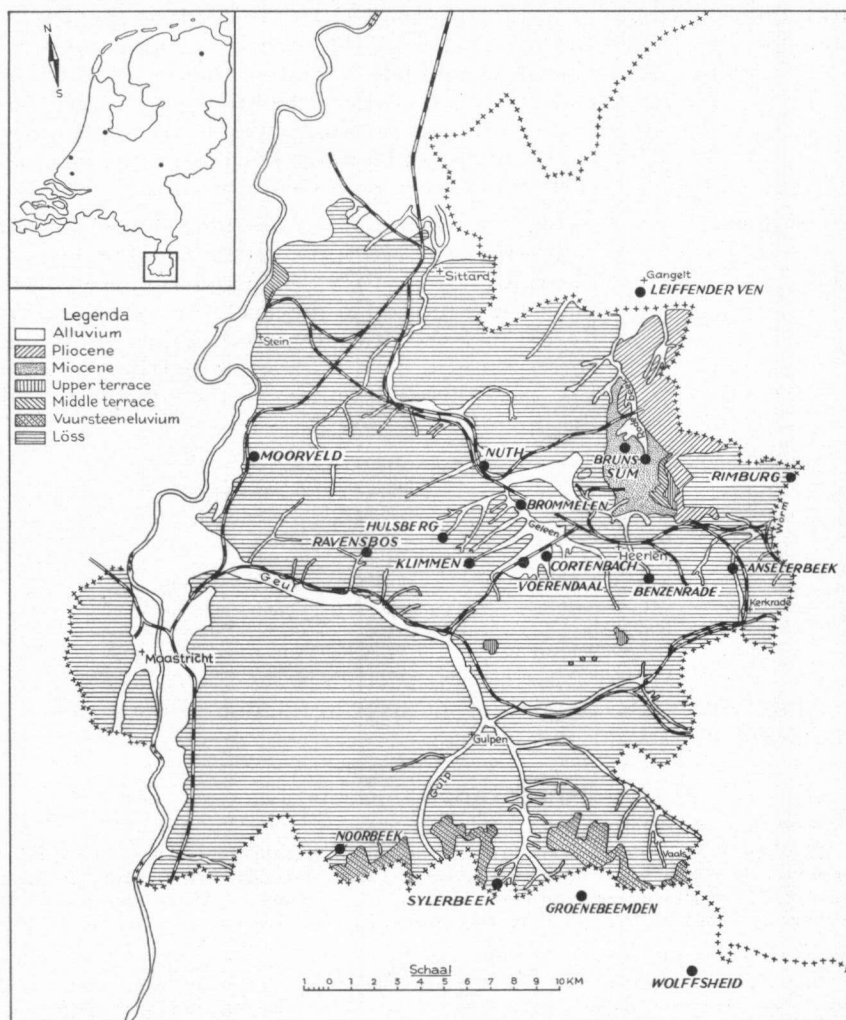 N
S
Legenda
Alluvium
Pliocene
Miocene
Upper terrace
Middle terrace
Vuursteeneluvium
Löss
Sittard
Gangelt
LEIFFENDER VEN
Stein
MOORVELD
NUTH
BRUNS
SUM
RIMBURG
BROMMELEN
Worm
HULSBERG
Geleen
RAVENSBOS
Heerlen
KLIMMEN
CORTENBACH
ANSELERBEEK
VOERENDAAL
BENZENRADE
Geul
Kerkrade
Maastricht
Gulpen
Gulp
NOORBEEK
Vaals
SYLERBEEK
GROENEBEEMDEN
WOLFFSHEID
Schaal
1 0 1 2 3 4 5 6 7 8 9 10 KM